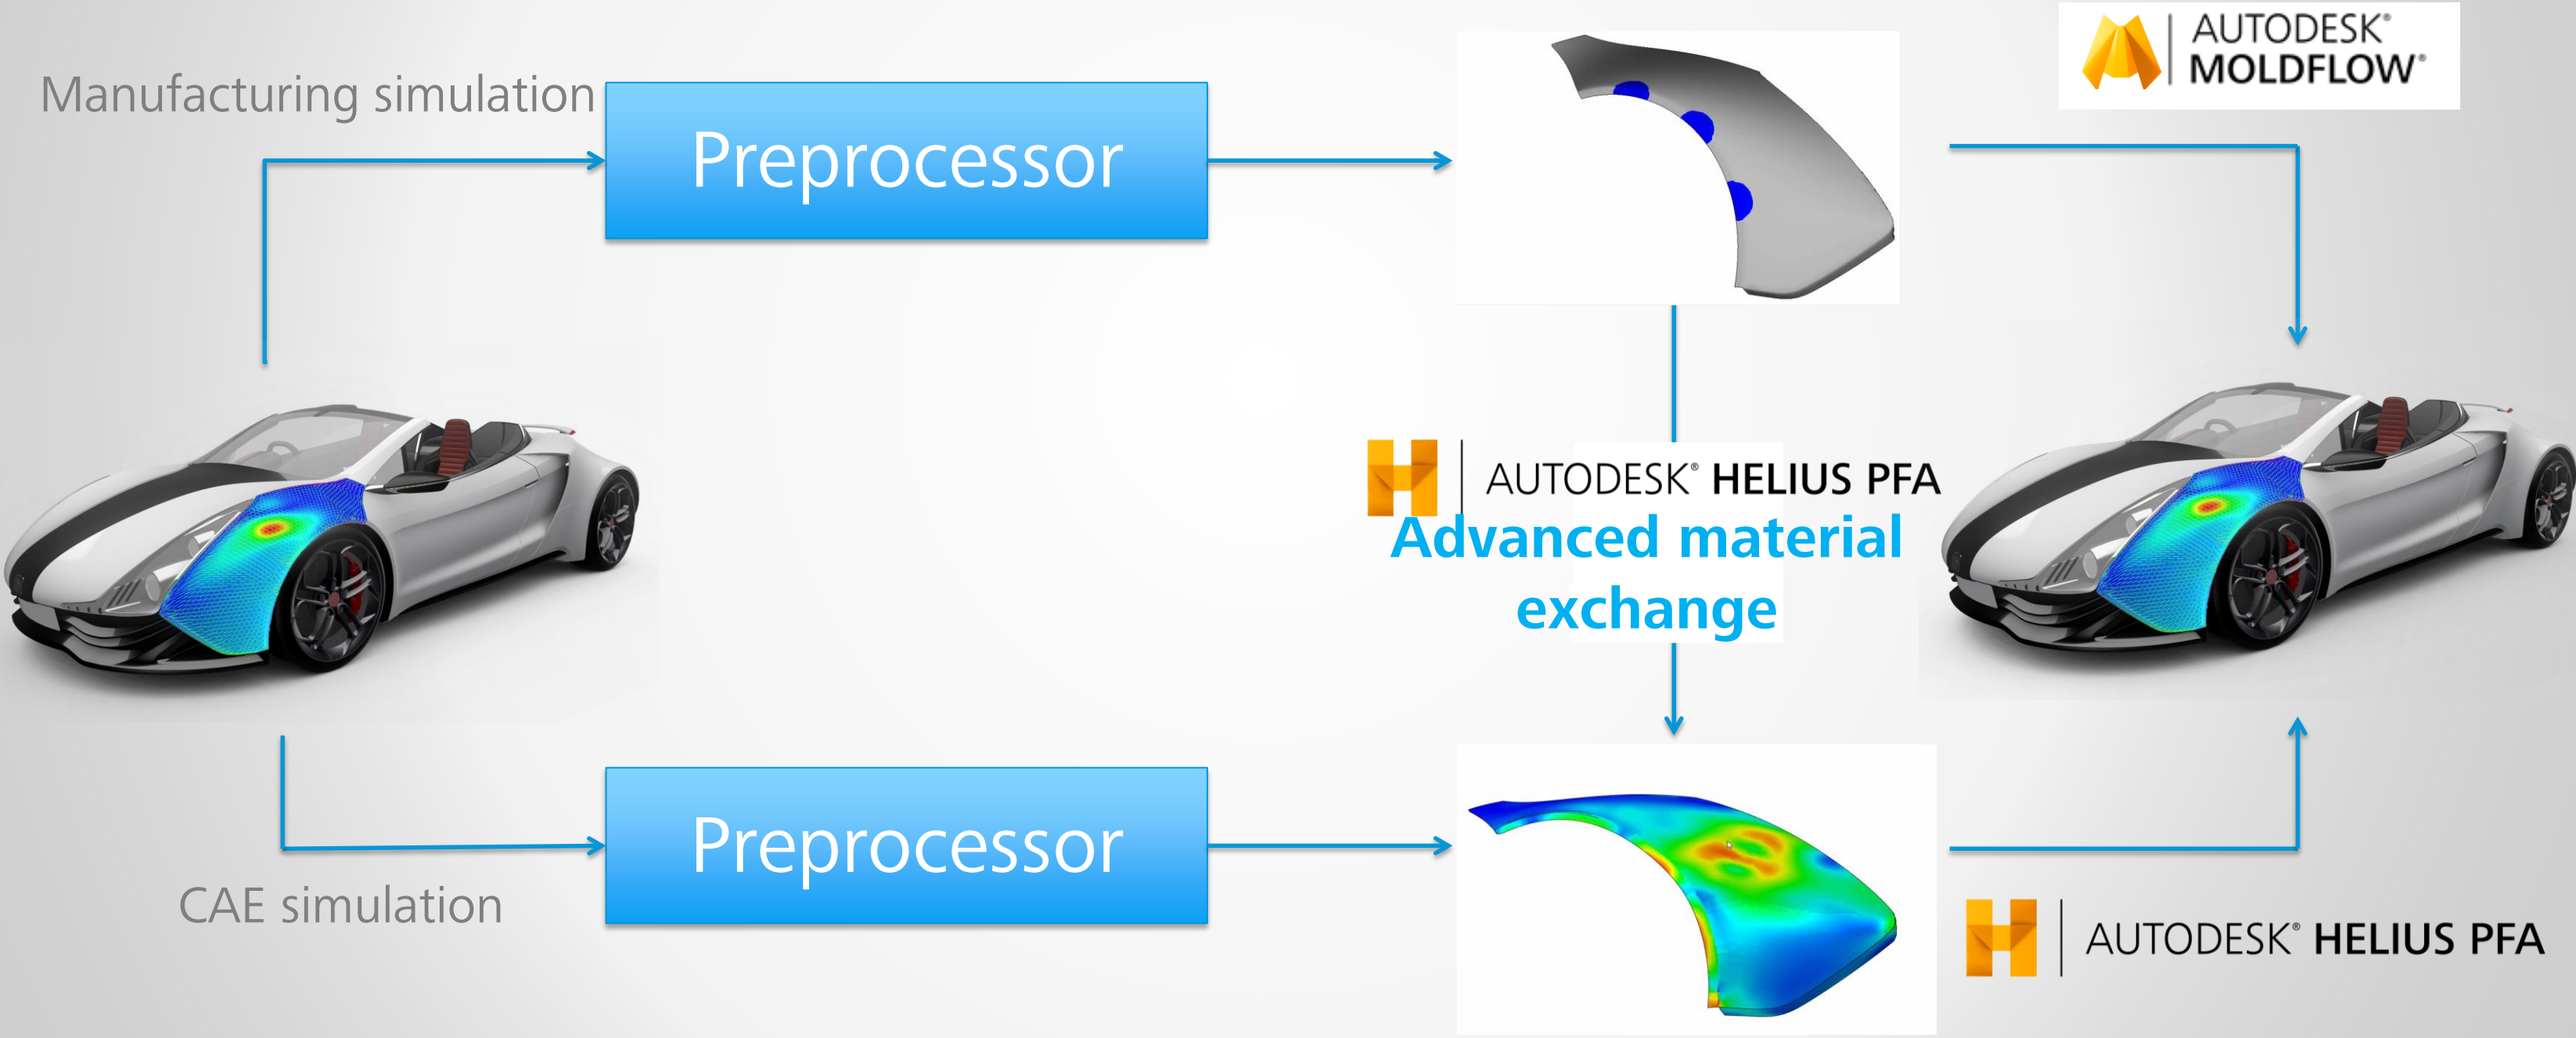 AUTODESK®
MOLDFLOW®
Manufacturing simulation
Preprocessor
AUTODESK® HELIUS PFA
Advanced material
exchange
Preprocessor
CAE simulation
AUTODESK® HELIUS PFA